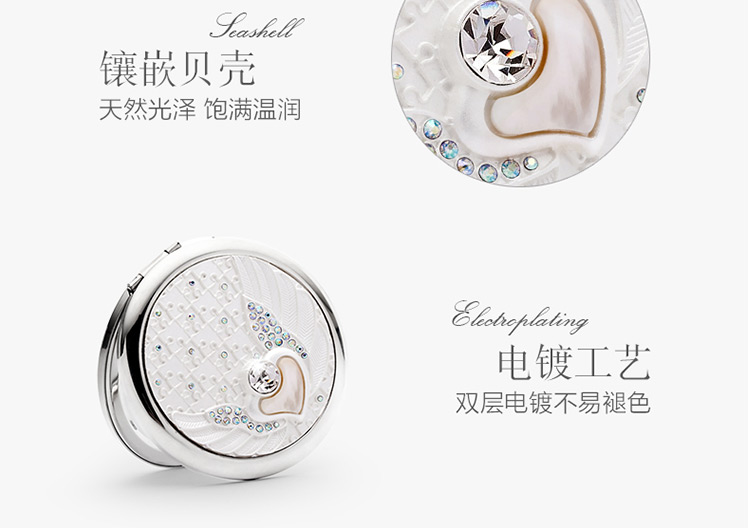 Seashell
镶嵌贝壳
天然光泽 饱满温润
Electroplating
电镀工艺
双层电镀不易褪色